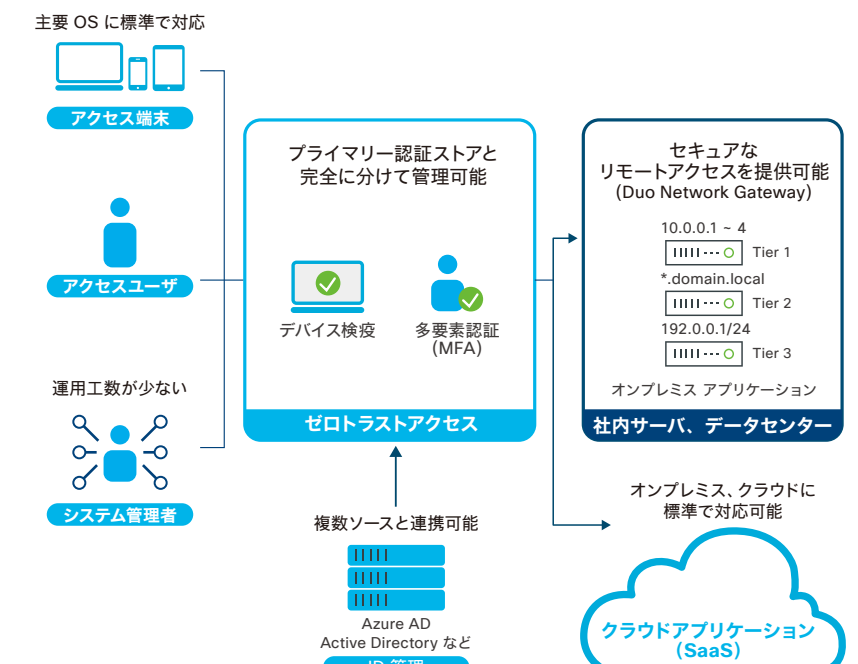 主要 OS に標準で対応
アクセス端末
アクセスユーザ
運用工数が少ない
システム管理者
プライマリー認証ストアと
完全に分けて管理可能
デバイス検疫
多要素認証
(MFA)
ゼロトラストアクセス
複数ソースと連携可能
Azure AD
Active Directory など
ID 管理
セキュアな
リモートアクセスを提供可能
(Duo Network Gateway)
10.0.0.1 ~ 4
Tier 1
*.domain.local
Tier 2
192.0.0.1/24
Tier 3
オンプレミス アプリケーション
社内サーバ、データセンター
オンプレミス、クラウドに
標準で対応可能
クラウドアプリケーション
(SaaS)